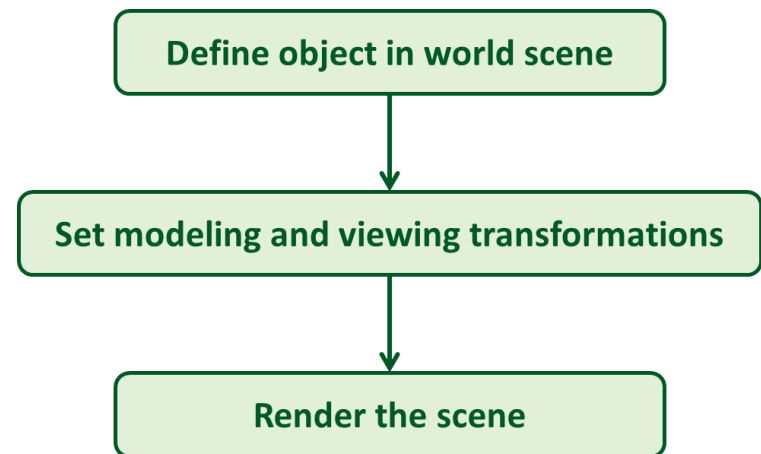 Define object in world scene
Set modeling and viewing transformations
Render the scene